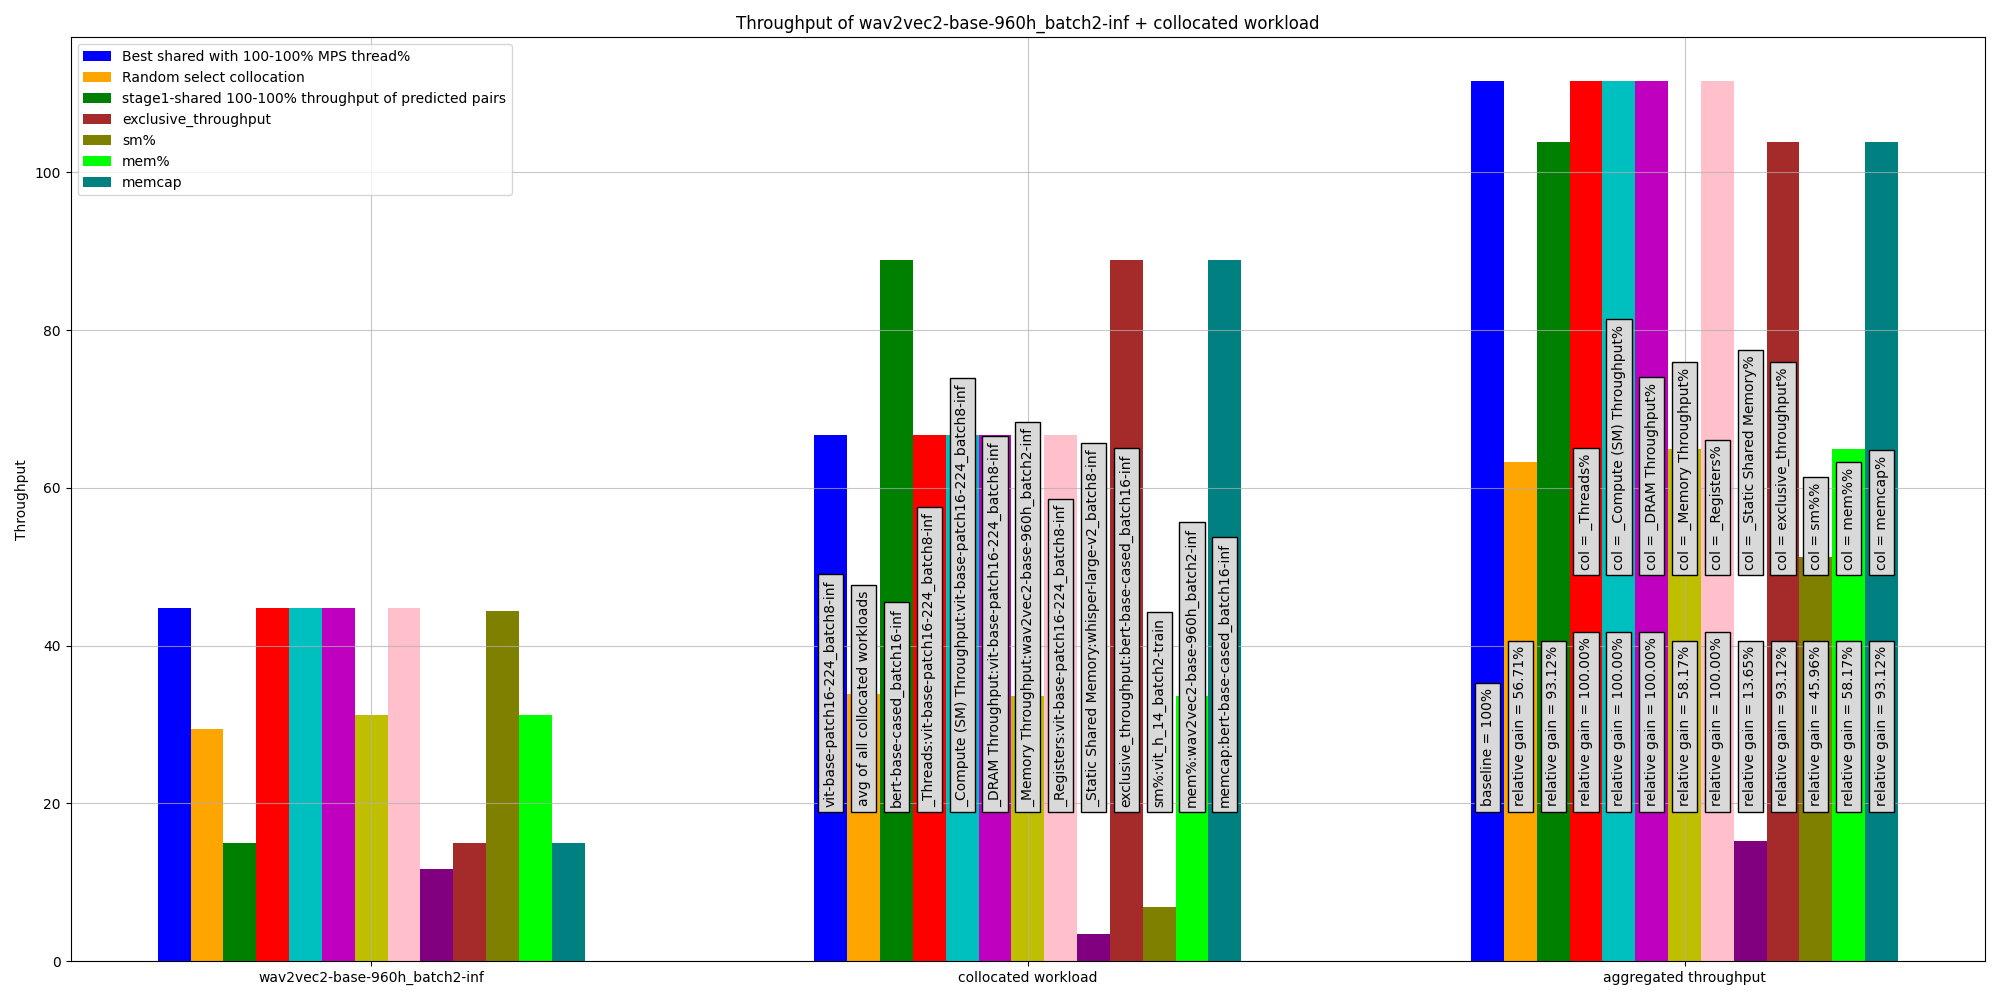 Throughput of wav2vec2-base-960h_batch2-inf + collocated workload
Best shared with 100-100% MPS thread%
Random select collocation
stage1-shared 100-100% throughput of predicted pairs
exclusive_throughput
sm%
mem%
memcap
Throughput
100
80
60
40
20
0
vit-base-patch16-224_batch8-inf
avg of all collocated workloads
bert-base-cased_batch16-inf
_Threads:vit-base-patch16-224_batch8-inf
_Compute (SM) Throughput:vit-base-patch16-224_batch8-inf
_DRAM Throughput:vit-base-patch16-224_batch8-inf
_Memory Throughput:wav2vec2-base-960h_batch2-inf
_Registers:vit-base-patch16-224_batch8-inf
_Static Shared Memory:whisper-large-v2_batch8-inf
exclusive_throughput:bert-base-cased_batch16-inf
sm%:vit_h_14_batch2-train
mem%:wav2vec2-base-960h_batch2-inf
memcap:bert-base-cased_batch16-inf
col = _Threads%
col = _Compute (SM) Throughput%
col = _DRAM Throughput%
col = _Memory Throughput%
col = _Registers%
col = _Static Shared Memory%
col = exclusive_throughput%
col = sm%%
col = mem%%
col = memcap%
baseline = 100%
relative gain = 56.71%
relative gain = 93.12%
relative gain = 100.00%
relative gain = 100.00%
relative gain = 100.00%
relative gain = 58.17%
relative gain = 100.00%
relative gain = 13.65%
relative gain = 93.12%
relative gain = 45.96%
relative gain = 58.17%
relative gain = 93.12%
wav2vec2-base-960h_batch2-inf
collocated workload
aggregated throughput